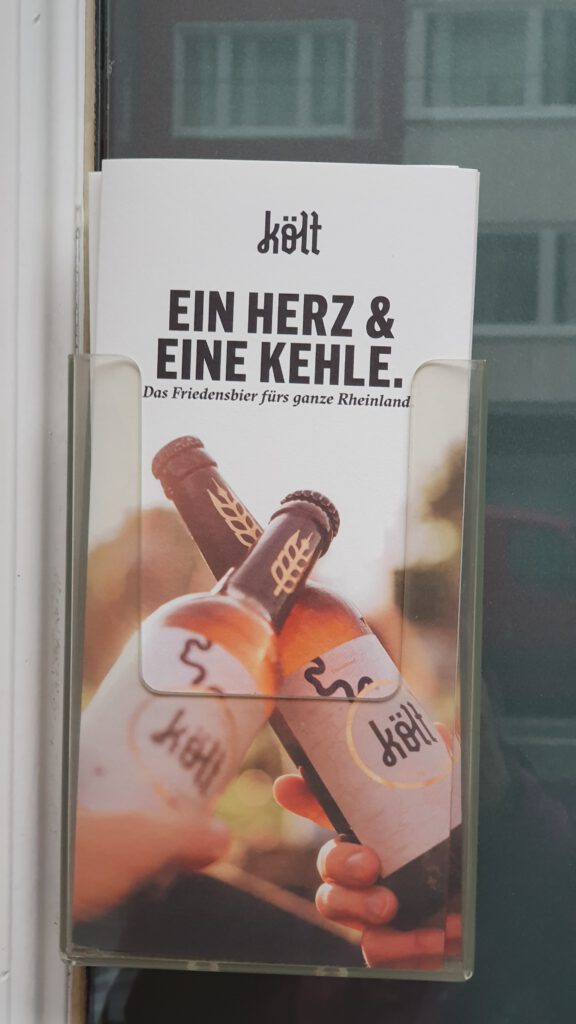 költ
EIN HERZ &
EINE KEHLE.
Das Friedensbier fürs ganze Rheinland
költ
költ